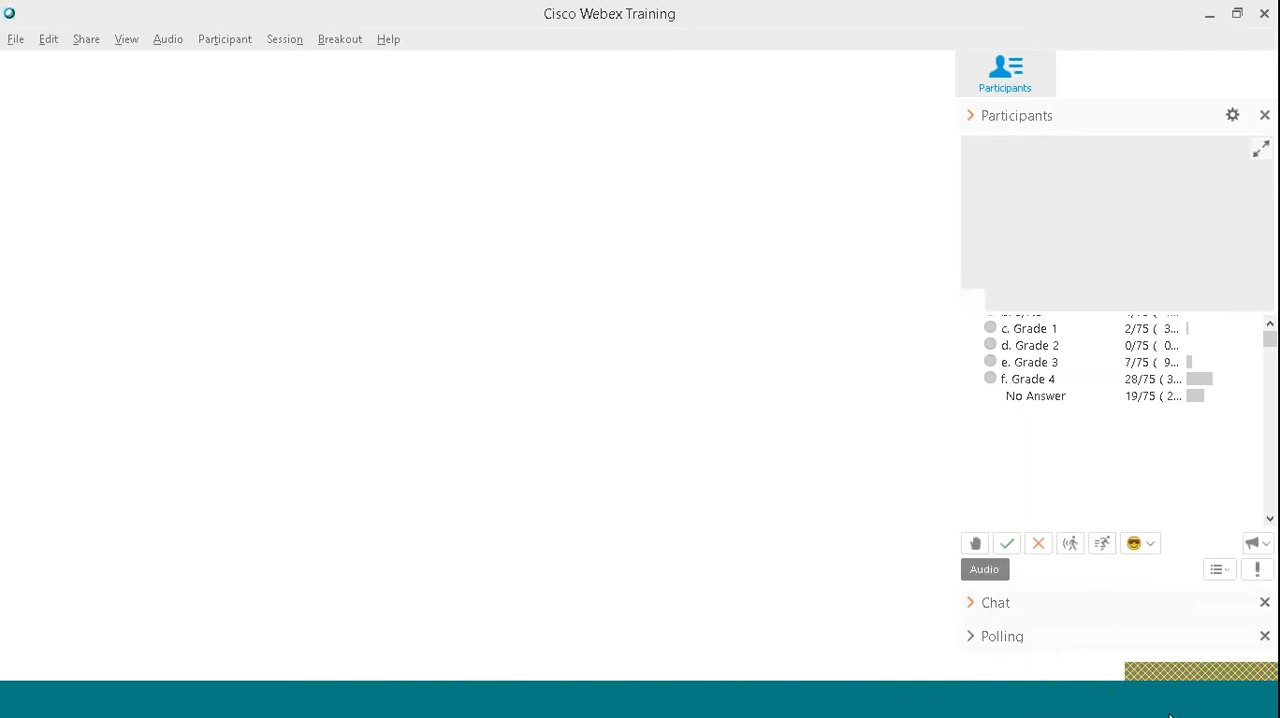 Cisco Webex Training
File Edit Share View Audio Participant Session Breakout Help
Participants
Participants
c. Grade 1 2/75 ( 3...
d. Grade 2 0/75 ( 0...
e. Grade 3 7/75 ( 9...
f. Grade 4 28/75 ( 3...
No Answer 19/75 ( 2...
Audio
Chat
Polling